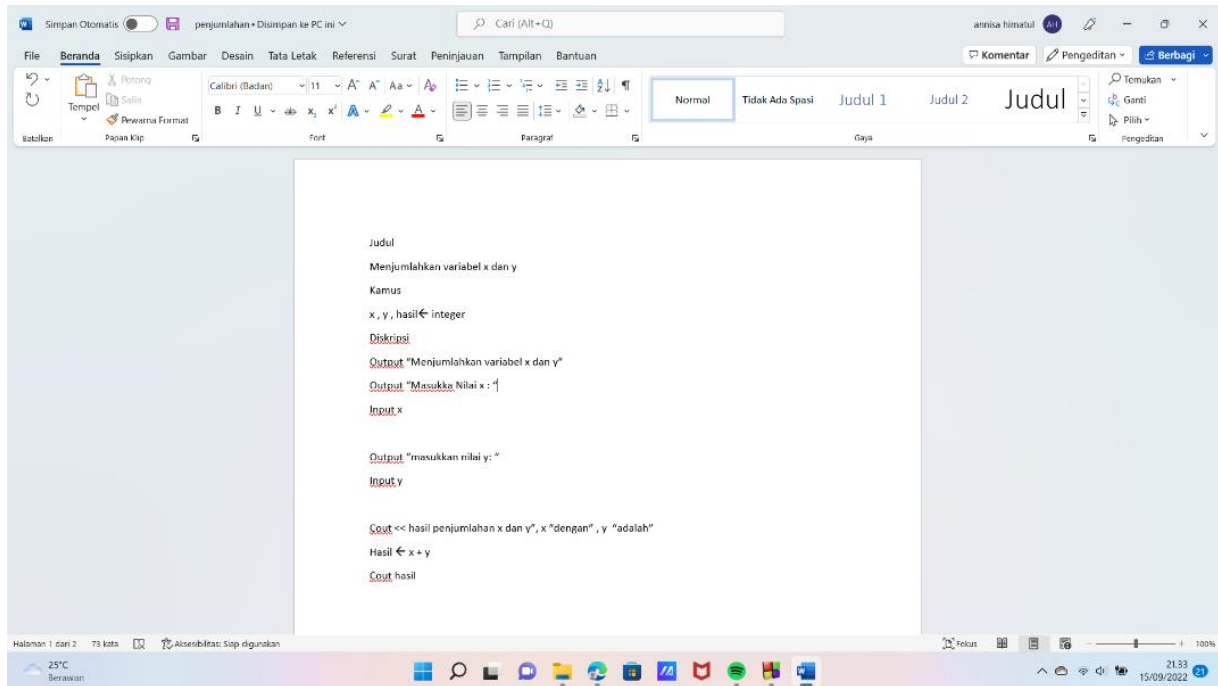 Simpan Otomatis penjumlahan • Disimpan ke PC ini Cari (Alt+Q) annisa himatul AH
File Beranda Sisipkan Gambar Desain Tata Letak Referensi Surat Peninjauan Tampilan Bantuan Komentar Pengeditan Berbagi
Tempel Potong Salin Pewarna Format
Calibri (Badan) 11
Normal Tidak Ada Spasi Judul 1 Judul 2 Judul
Temukan
Ganti
Pilih
Batalkan Papan Klip Font Paragraf Gaya Pengeditan
Judul
Menjumlahkan variabel x dan y
Kamus
x , y , hasil← integer
Diskripsi
Output "Menjumlahkan variabel x dan y"
Output "Masukka Nilai x : "
Input x
Output "masukkan nilai y: "
Input y
Cout << hasil penjumlahan x dan y", x "dengan" , y "adalah"
Hasil ← x + y
Cout hasil
Halaman 1 dari 2 73 kata Aksesibilitas: Siap digunakan Fokus 100%
25°C
Berawan
21.33
15/09/2022 21